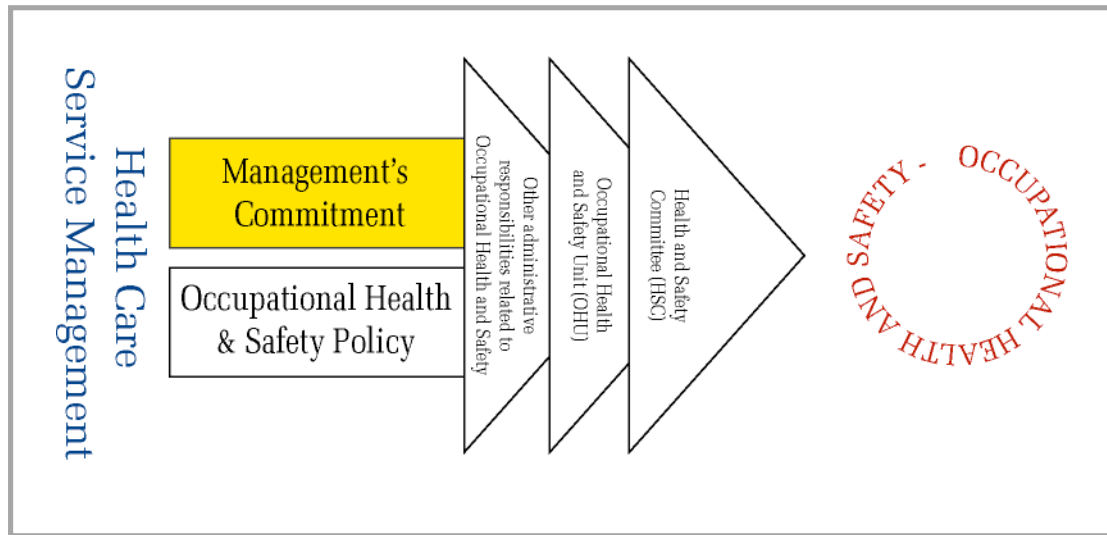 Health Care
Service Management
Management’s
Commitment
Occupational Health
& Safety Policy
Other administrative
responsibilities related to
Occupational Health and Safety
Occupational Health
and Safety Unit (OHU)
Health and Safety
Committee (HSC)
OCCUPATIONAL HEALTH AND SAFETY -